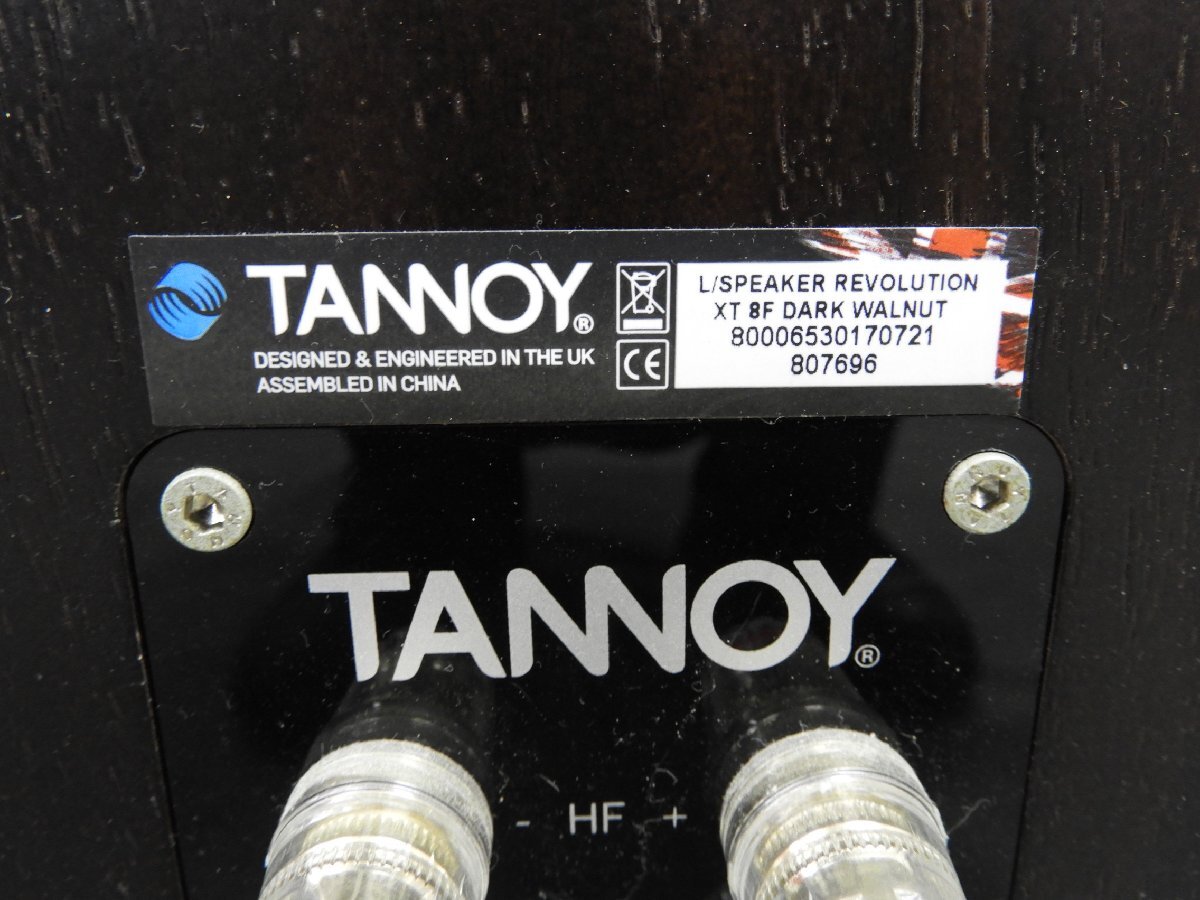 TANNOY®
DESIGNED & ENGINEERED IN THE UK
ASSEMBLED IN CHINA
CE
L/SPEAKER REVOLUTION
XT 8F DARK WALNUT
80006530170721
807696
TANNOY®
- HF +